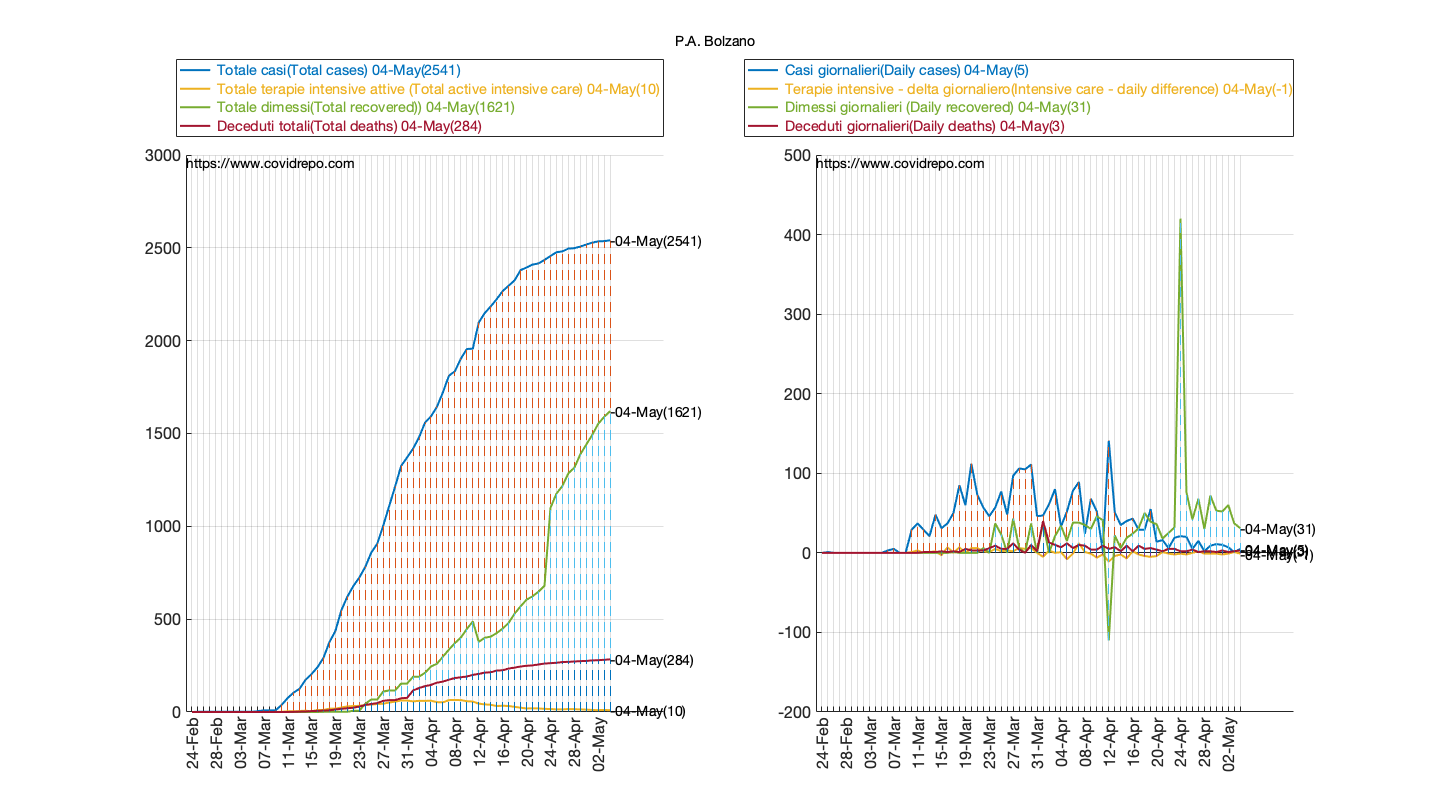 P.A. Bolzano
Totale casi(Total cases) 04-May(2541)
Totale terapie intensive attive (Total active intensive care) 04-May(10)
Totale dimessi(Total recovered)) 04-May(1621)
Deceduti totali(Total deaths) 04-May(284)
3000
https://www.covidrepo.com
2500
04-May(2541)
2000
04-May(1621)
1500
1000
500
04-May(284)
04-May(10)
0
24-Feb
28-Feb
03-Mar
07-Mar
11-Mar
15-Mar
19-Mar
23-Mar
27-Mar
31-Mar
04-Apr
08-Apr
12-Apr
16-Apr
20-Apr
24-Apr
28-Apr
02-May
Casi giornalieri(Daily cases) 04-May(5)
Terapie intensive - delta giornaliero(Intensive care - daily difference) 04-May(-1)
Dimessi giornalieri (Daily recovered) 04-May(31)
Deceduti giornalieri(Daily deaths) 04-May(3)
500
https://www.covidrepo.com
400
300
200
100
04-May(31)
0
04-May(3)
04-May(-1)
-100
-200
24-Feb
28-Feb
03-Mar
07-Mar
11-Mar
15-Mar
19-Mar
23-Mar
27-Mar
31-Mar
04-Apr
08-Apr
12-Apr
16-Apr
20-Apr
24-Apr
28-Apr
02-May